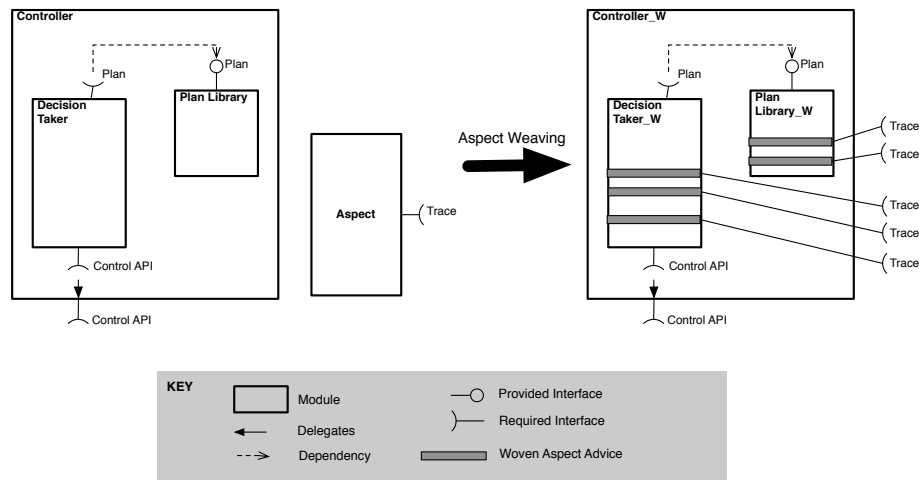 Controller
Plan
Plan
Decision
Taker
Plan Library
Control API
Control API
Aspect
Trace
Aspect Weaving
Controller_W
Plan
Plan
Decision
Taker_W
Plan
Library_W
Trace
Trace
Trace
Trace
Trace
Control API
Control API
KEY
Module
Delegates
Dependency
Provided Interface
Required Interface
Woven Aspect Advice